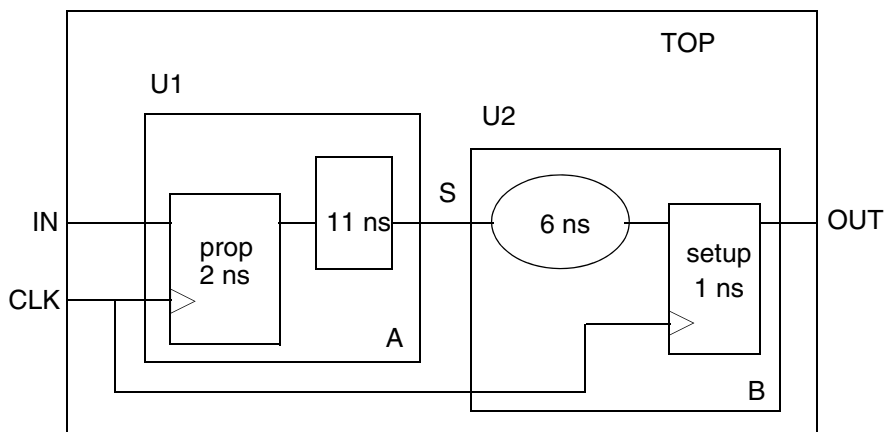 TOP
U1
U2
S
IN
11 ns
6 ns
OUT
prop
2 ns
setup
1 ns
CLK
A
B